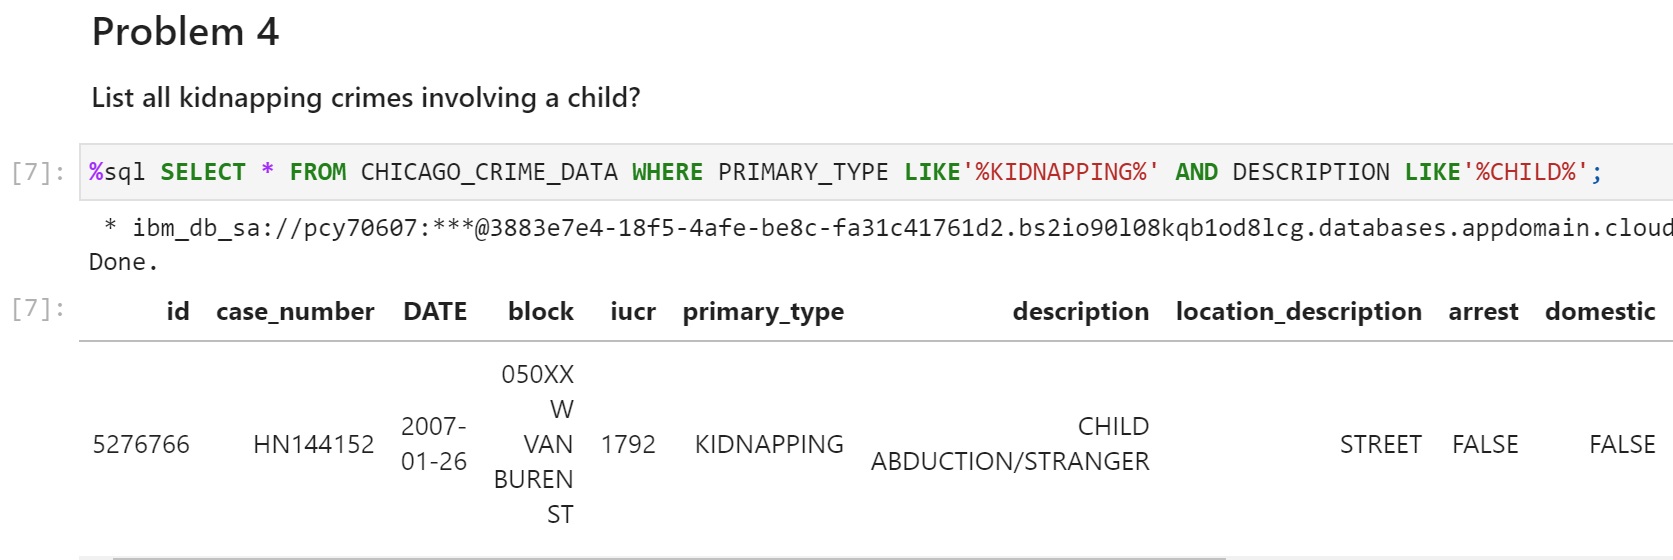 Problem 4
List all kidnapping crimes involving a child?
[7]: %sql SELECT * FROM CHICAGO_CRIME_DATA WHERE PRIMARY_TYPE LIKE'%KIDNAPPING%' AND DESCRIPTION LIKE'%CHILD%';
* ibm_db_sa://pcy70607:***@3883e7e4-18f5-4afe-be8c-fa31c41761d2.bs2io90l08kqb1od8lcg.databases.appdomain.cloud
Done.
[7]: id case_number DATE block iucr primary_type description location_description arrest domestic
5276766 HN144152 2007-01-26 050XX W VAN BUREN ST 1792 KIDNAPPING CHILD ABDUCTION/STRANGER STREET FALSE FALSE